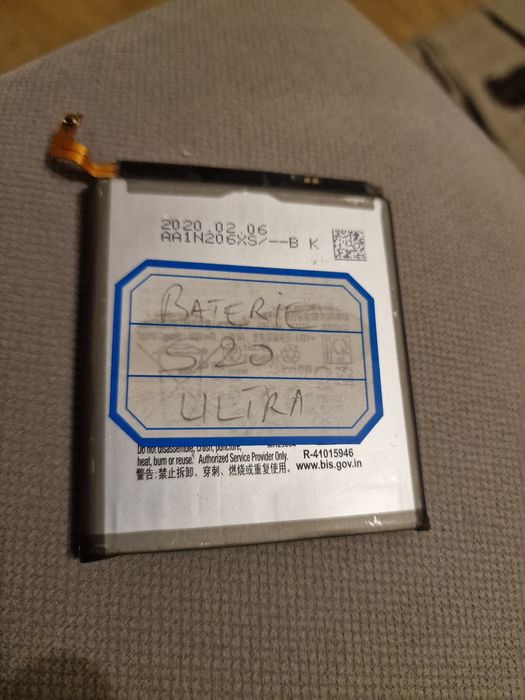 2020.02.06
AA1N206XS/--B K
BATERIE
S20
ULTRA
Do not disassemble, crush, puncture,
heat, burn or reuse. Authorized Service Provider Only.
警告:禁止拆卸、穿刺、燃烧或重复使用。
R-41015946
www.bis.gov.in